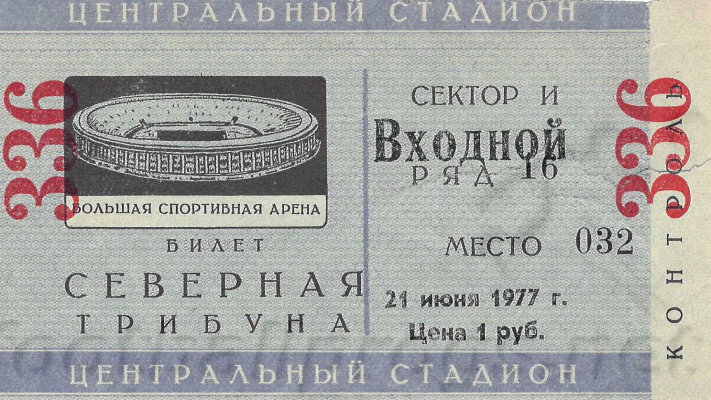 ЦЕНТРАЛЬНЫЙ СТАДИОН
336
БОЛЬШАЯ СПОРТИВНАЯ АРЕНА
БИЛЕТ
СЕВЕРНАЯ
ТРИБУНА
СЕКТОР И
Входной
РЯД 16
МЕСТО 032
21 июня 1977 г.
Цена 1 руб.
336
КОНТРОЛЬ
ЦЕНТРАЛЬНЫЙ СТАДИОН